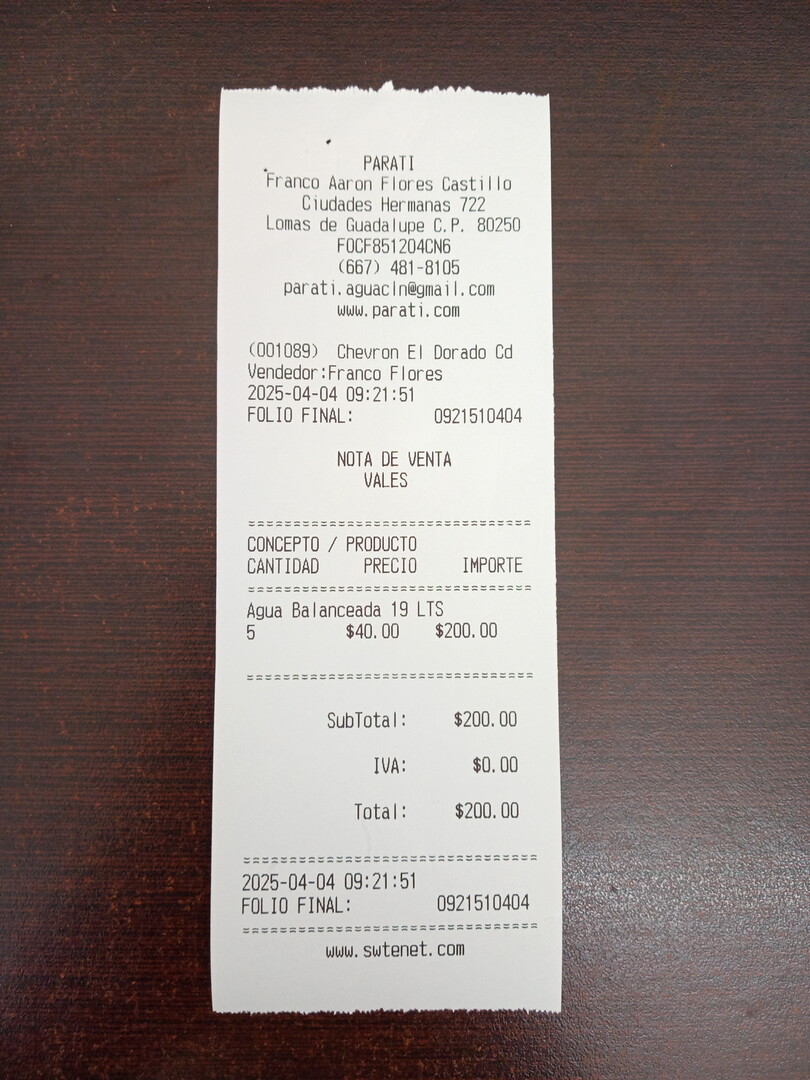 PARATI
Franco Aaron Flores Castillo
Ciudades Hermanas 722
Lomas de Guadalupe C.P. 80250
FOCF851204CN6
(667) 481-8105
parati.aguacln@gmail.com
www.parati.com
(001089) Chevron El Dorado Cd
Vendedor:Franco Flores
2025-04-04 09:21:51
FOLIO FINAL: 0921510404
NOTA DE VENTA
VALES
================================
CONCEPTO / PRODUCTO
CANTIDAD PRECIO IMPORTE
================================
Agua Balanceada 19 LTS
5 $40.00 $200.00
================================
SubTotal: $200.00
IVA: $0.00
Total: $200.00
================================
2025-04-04 09:21:51
FOLIO FINAL: 0921510404
================================
www.swtenet.com